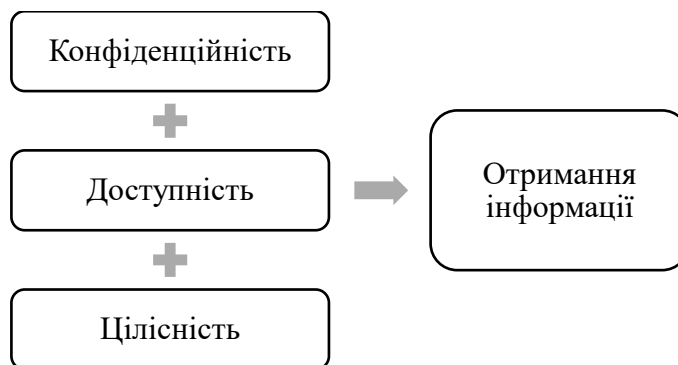 Конфіденційність
Доступність
Цілісність
Отримання
інформації